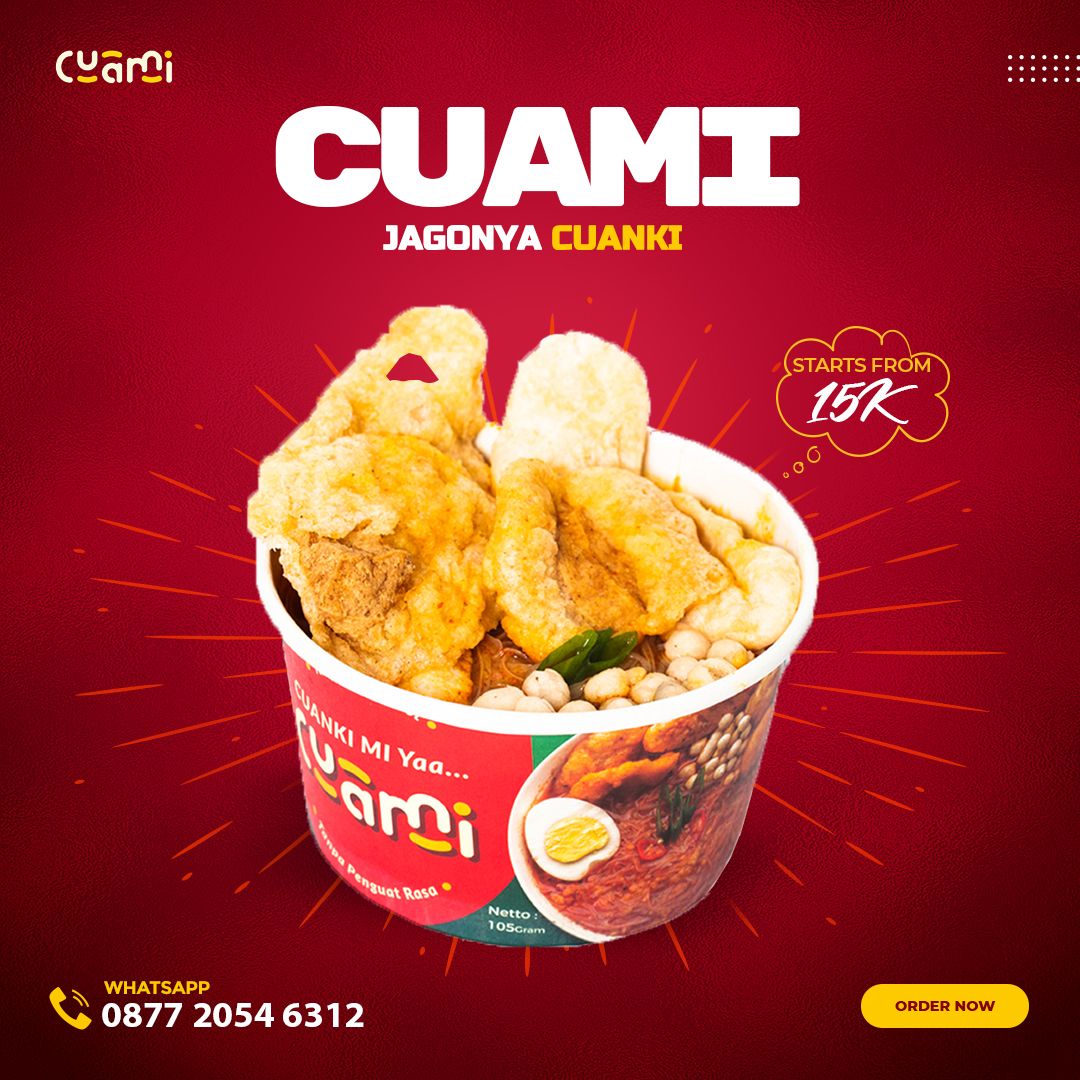 cuami
CUAMI
JAGONYA CUANKI
STARTS FROM
15K
CUANKI MI Yaa...
cuami
Tanpa Penguat Rasa
Netto :
105Gram
WHATSAPP
0877 2054 6312
ORDER NOW